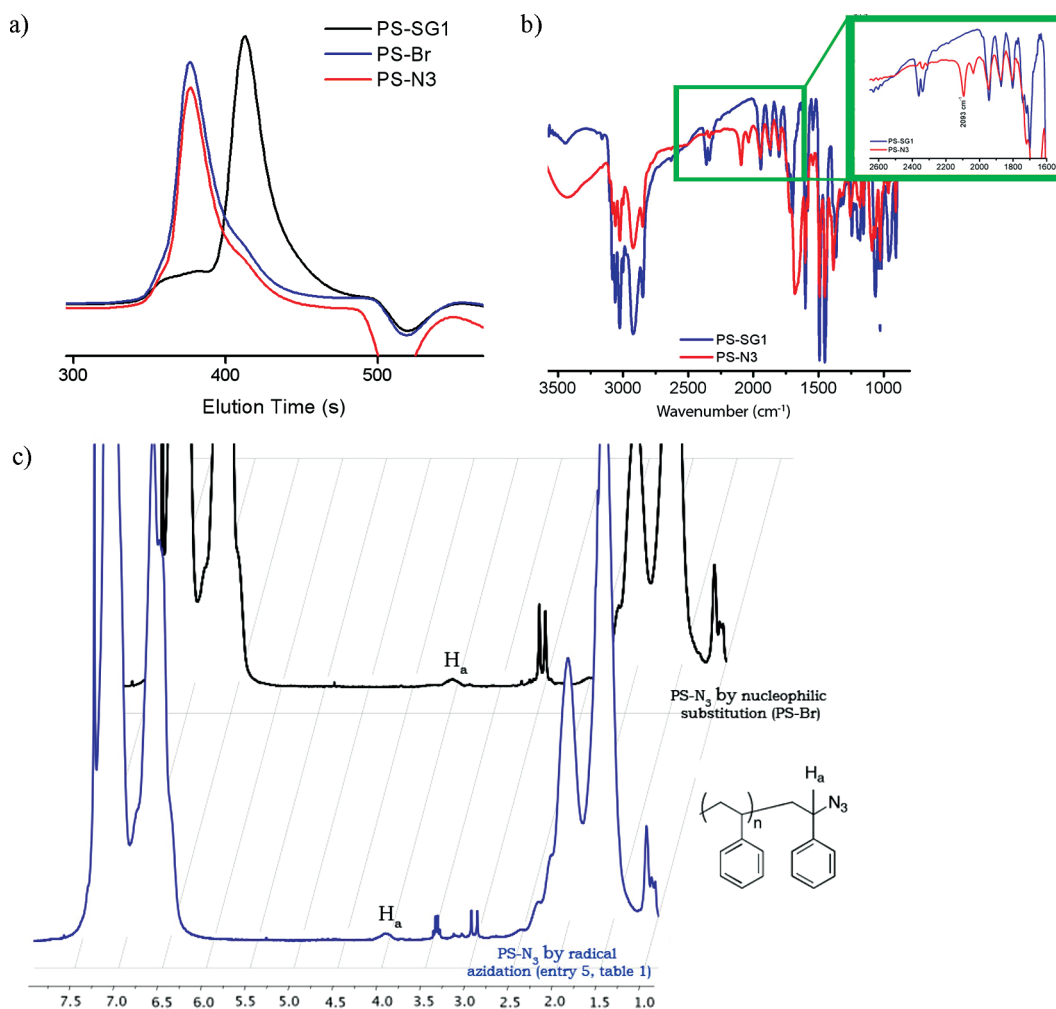 a)
PS-SG1
PS-Br
PS-N3
300
400
500
Elution Time (s)
b)
2093 cm-1
PS-SG1
PS-N3
2600
2400
2200
2000
1800
1600
PS-SG1
PS-N3
3500
3000
2500
2000
1500
1000
Wavenumber (cm-1)
c)
Ha
PS-N3 by nucleophilic
substitution (PS-Br)
Ha
N3
n
Ha
PS-N3 by radical
azidation (entry 5, table 1)
7.5 7.0 6.5 6.0 5.5 5.0 4.5 4.0 3.5 3.0 2.5 2.0 1.5 1.0